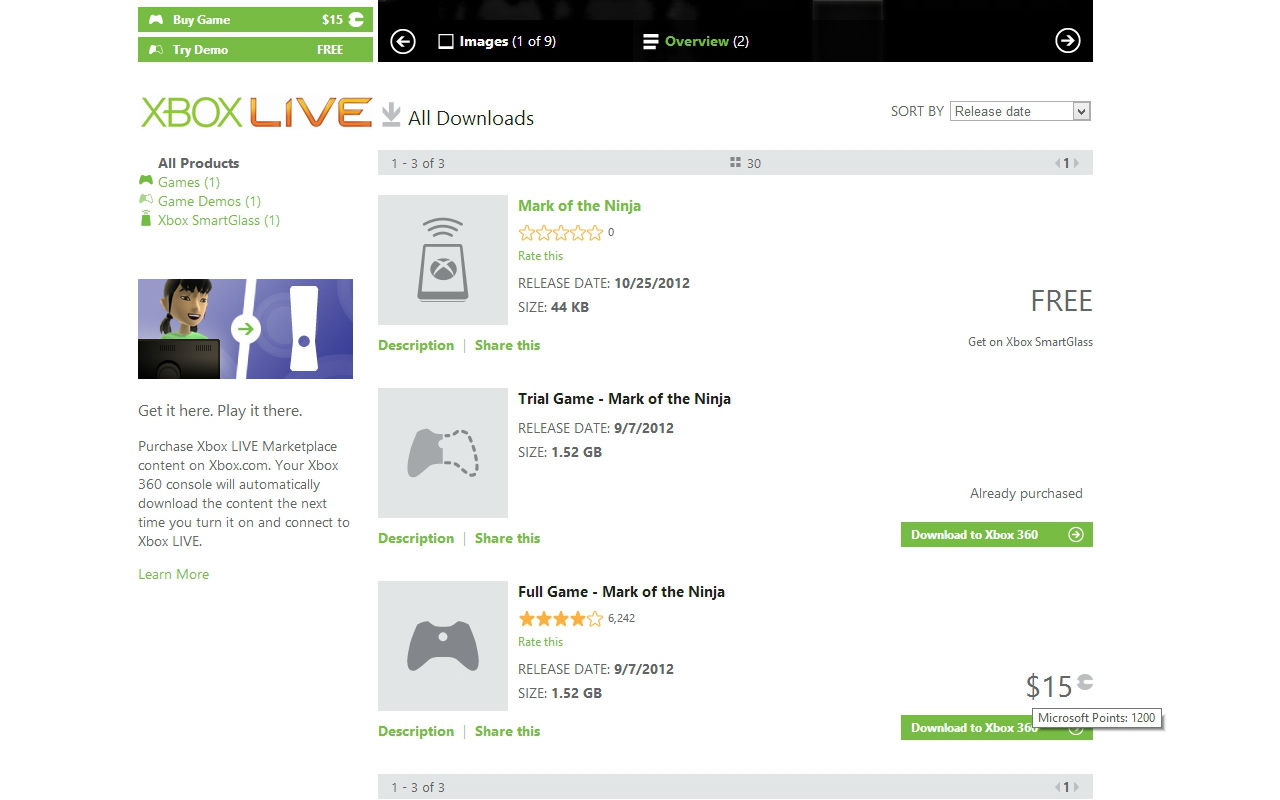 Buy Game $15
Try Demo FREE
Images (1 of 9)
Overview (2)
XBOX LIVE
All Products
Games (1)
Game Demos (1)
Xbox SmartGlass (1)
Get it here. Play it there.
Purchase Xbox LIVE Marketplace
content on Xbox.com. Your Xbox
360 console will automatically
download the content the next
time you turn it on and connect to
Xbox LIVE.
Learn More
All Downloads
SORT BY Release date
1 - 3 of 3 30 1
Mark of the Ninja
0
Rate this
RELEASE DATE: 10/25/2012
SIZE: 44 KB
FREE
Get on Xbox SmartGlass
Description | Share this
Trial Game - Mark of the Ninja
RELEASE DATE: 9/7/2012
SIZE: 1.52 GB
Already purchased
Description | Share this
Download to Xbox 360
Full Game - Mark of the Ninja
6,242
Rate this
RELEASE DATE: 9/7/2012
SIZE: 1.52 GB
$15
Microsoft Points: 1200
Description | Share this
Download to Xbox 360
1 - 3 of 3 1